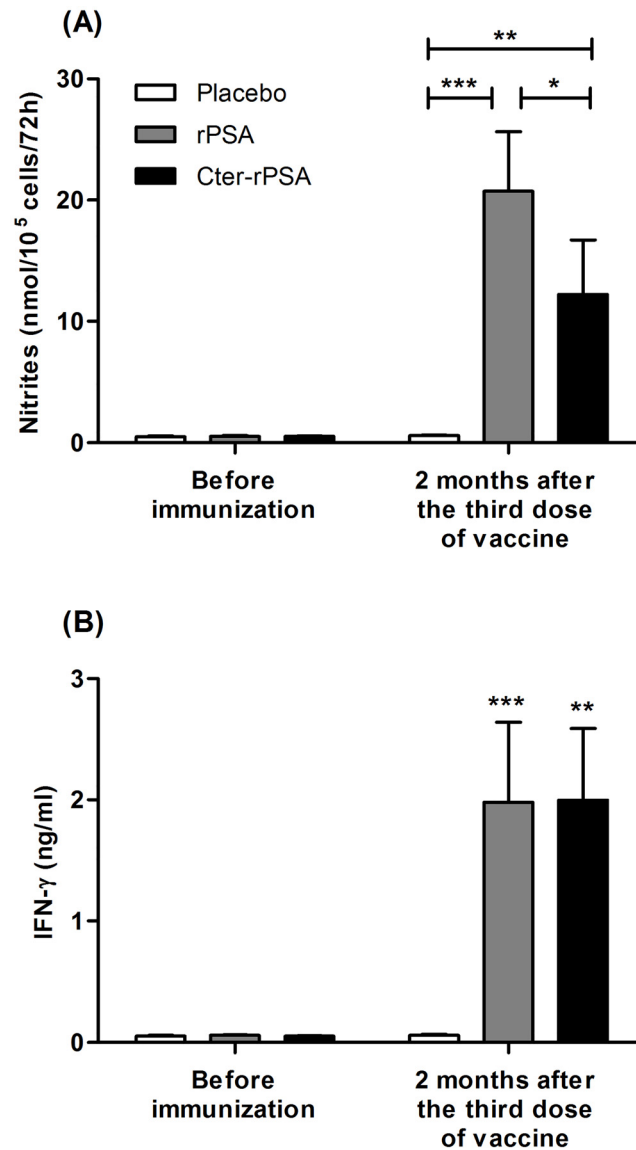 (A)
**
*** *
30
20
10
0
Nitrites (nmol/10⁵ cells/72h)
Placebo
rPSA
Cter-rPSA
Before
immunization
2 months after
the third dose
of vaccine
(B)
3
2
1
0
IFN-γ (ng/ml)
*** **
Before
immunization
2 months after
the third dose
of vaccine